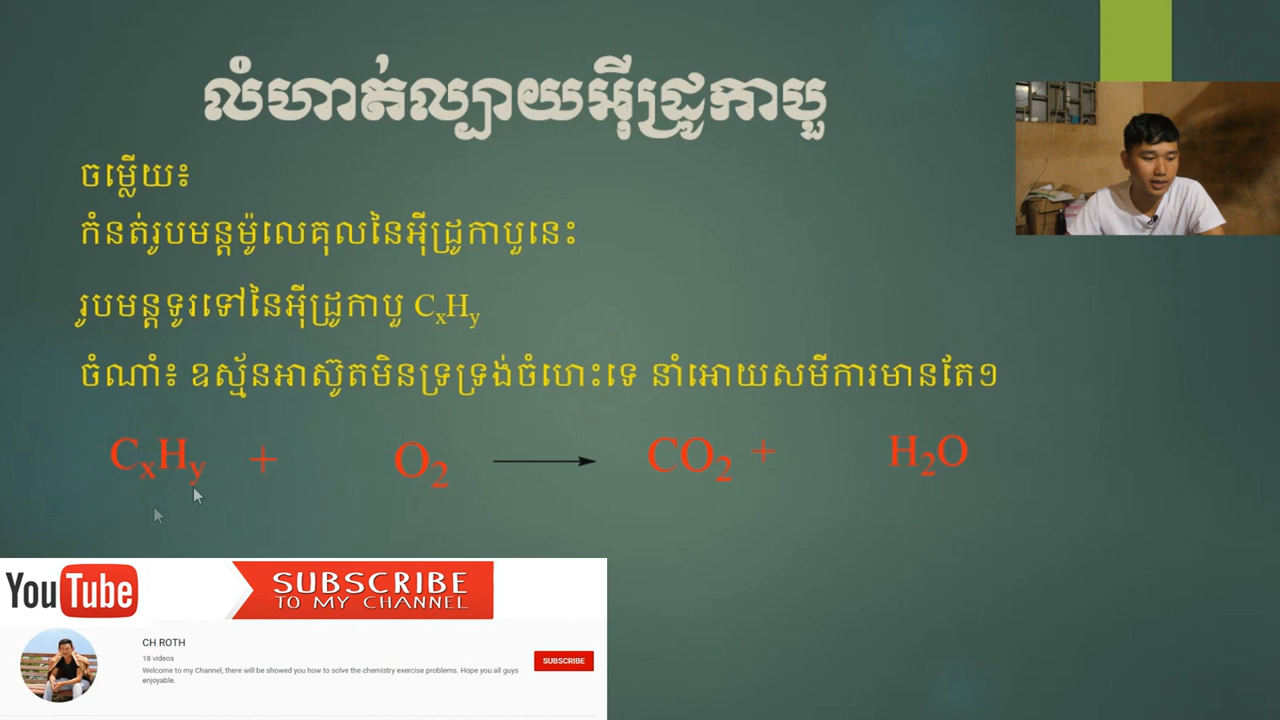 លំហាត់ល្បាយអ៊ីដ្រូកាបួ
ចម្លើយ៖
កំនត់រូបមន្តម៉ូលេគុលនៃអ៊ីដ្រូកាបួនេះ
រូបមន្តទូរទៅនៃអ៊ីដ្រូកាបួ CxHy
ចំណាំ៖ ឧស្ម័នអាស៊ូតមិនទ្រទ្រង់ចំហេះទេ នាំអោយសមីការមានតែ១
CxHy + O2 → CO2 + H2O
YouTube
SUBSCRIBE
TO MY CHANNEL
CH ROTH
18 videos
Welcome to my Channel, there will be showed you how to solve the chemistry exercise problems. Hope you all guys
enjoyable.
SUBSCRIBE